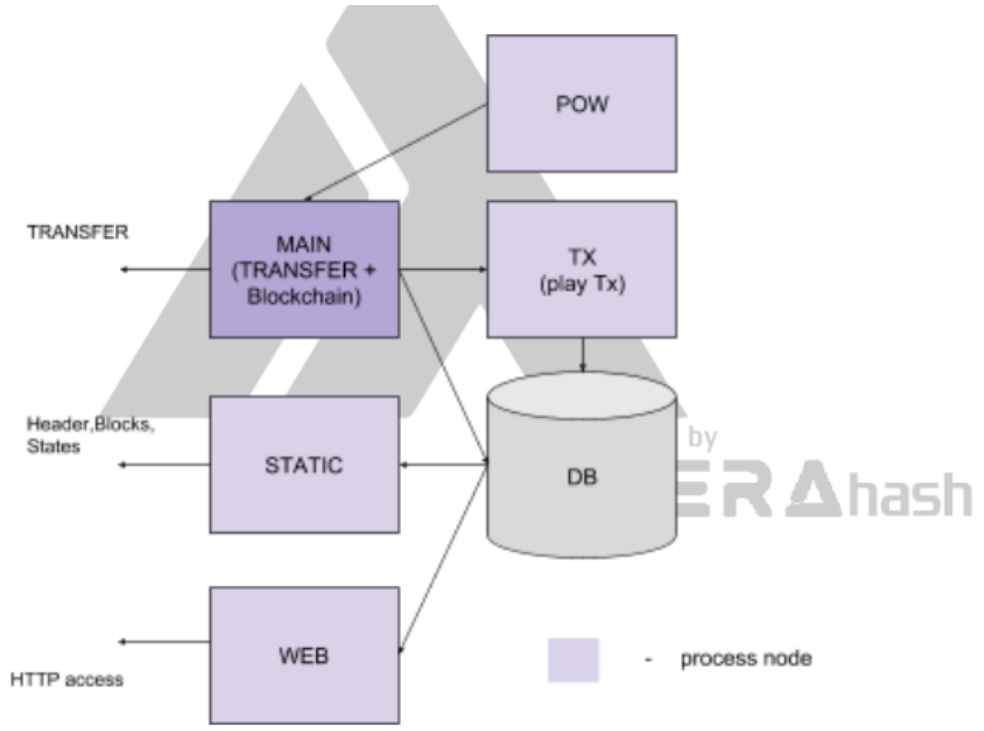 POW
TRANSFER
MAIN
(TRANSFER +
Blockchain)
TX
(play Tx)
Header,Blocks,
States
STATIC
DB
by
ERAhash
WEB
HTTP access
- process node